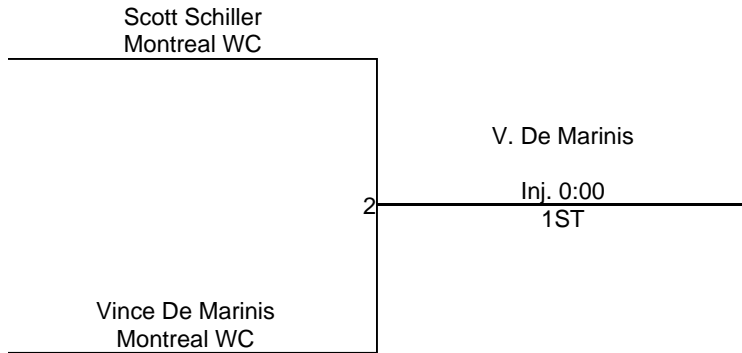 Scott Schiller
Montreal WC
V. De Marinis
Inj. 0:00
2
1ST
Vince De Marinis
Montreal WC